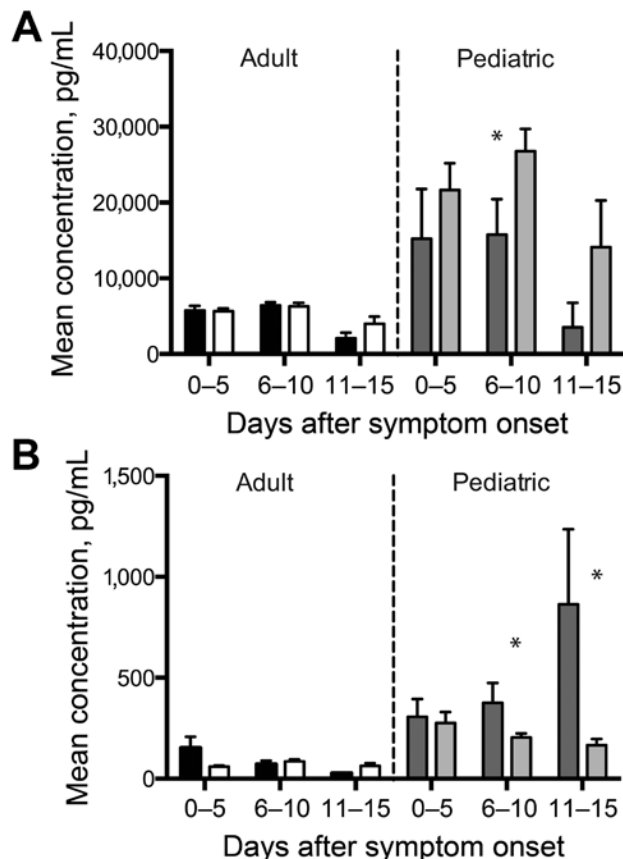 A
Mean concentration, pg/mL
40,000
30,000
20,000
10,000
0
Adult
Pediatric
*
0–5
6–10
11–15
0–5
6–10
11–15
Days after symptom onset
B
Mean concentration, pg/mL
1,500
1,000
500
0
Adult
Pediatric
*
*
0–5
6–10
11–15
0–5
6–10
11–15
Days after symptom onset